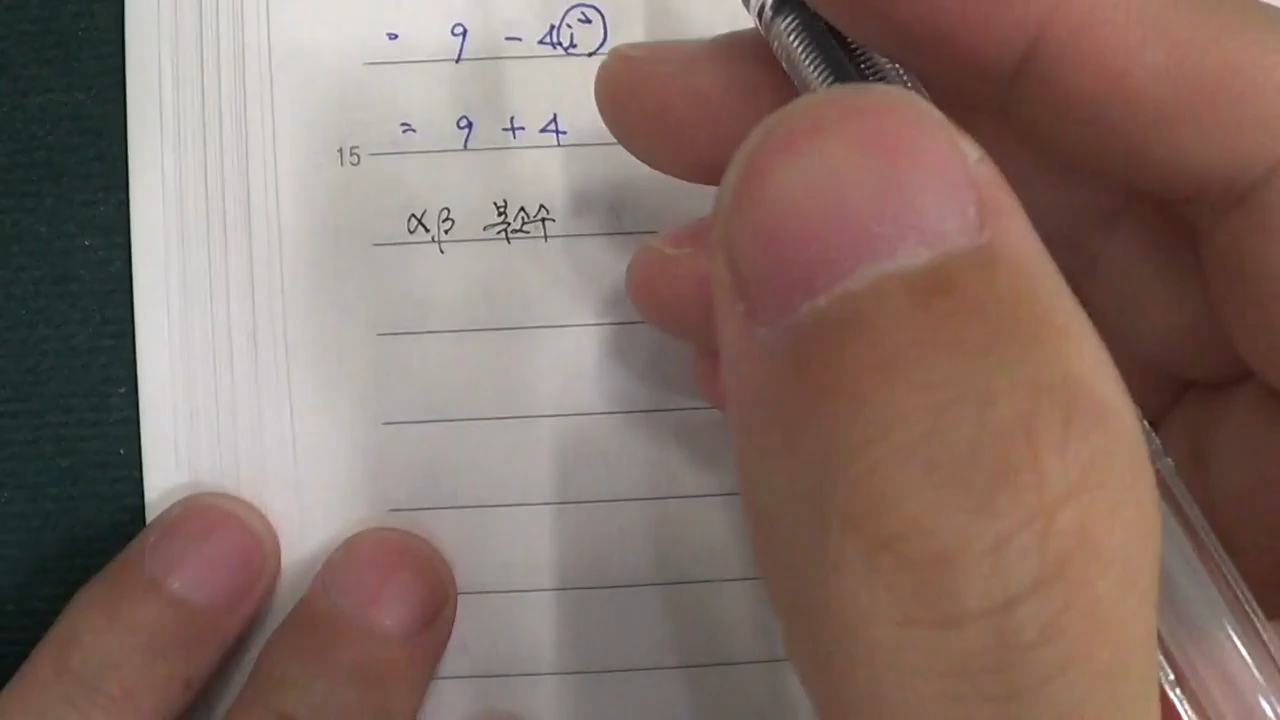 = 9 - 4i²
= 9 + 4
15
α,β 복소수